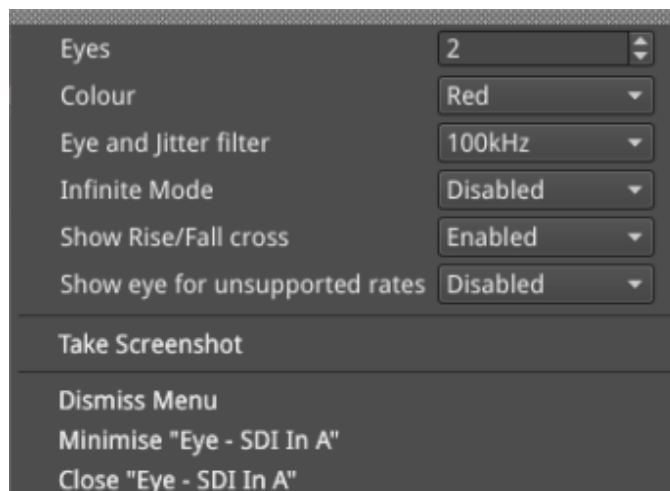 Eyes 2
Colour Red
Eye and Jitter filter 100kHz
Infinite Mode Disabled
Show Rise/Fall cross Enabled
Show eye for unsupported rates Disabled
Take Screenshot
Dismiss Menu
Minimise "Eye - SDI In A"
Close "Eye - SDI In A"